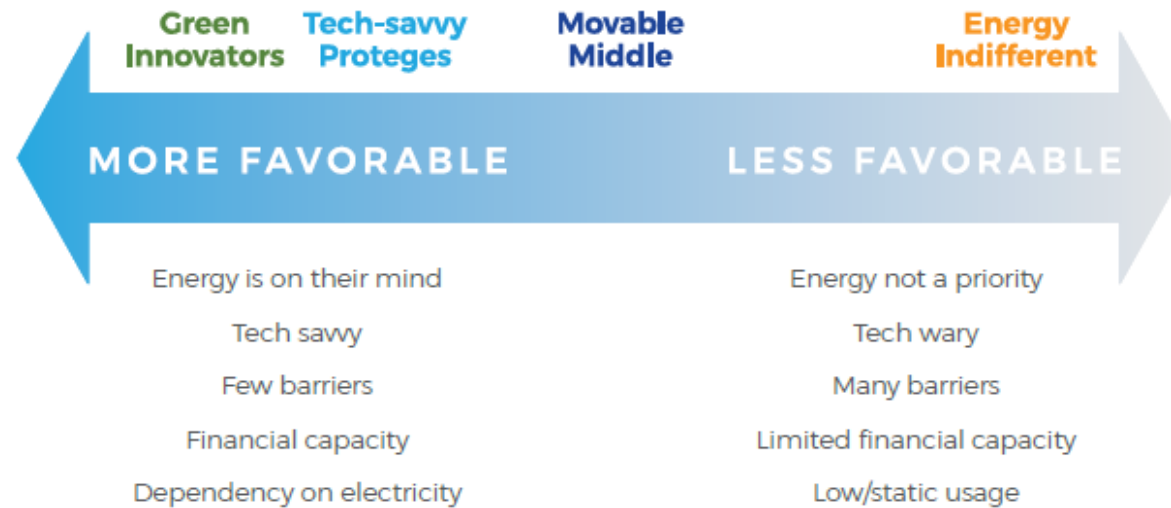 Green Innovators
Tech-savvy Proteges
Movable Middle
Energy Indifferent
MORE FAVORABLE
LESS FAVORABLE
Energy is on their mind
Energy not a priority
Tech savvy
Tech wary
Few barriers
Many barriers
Financial capacity
Limited financial capacity
Dependency on electricity
Low/static usage